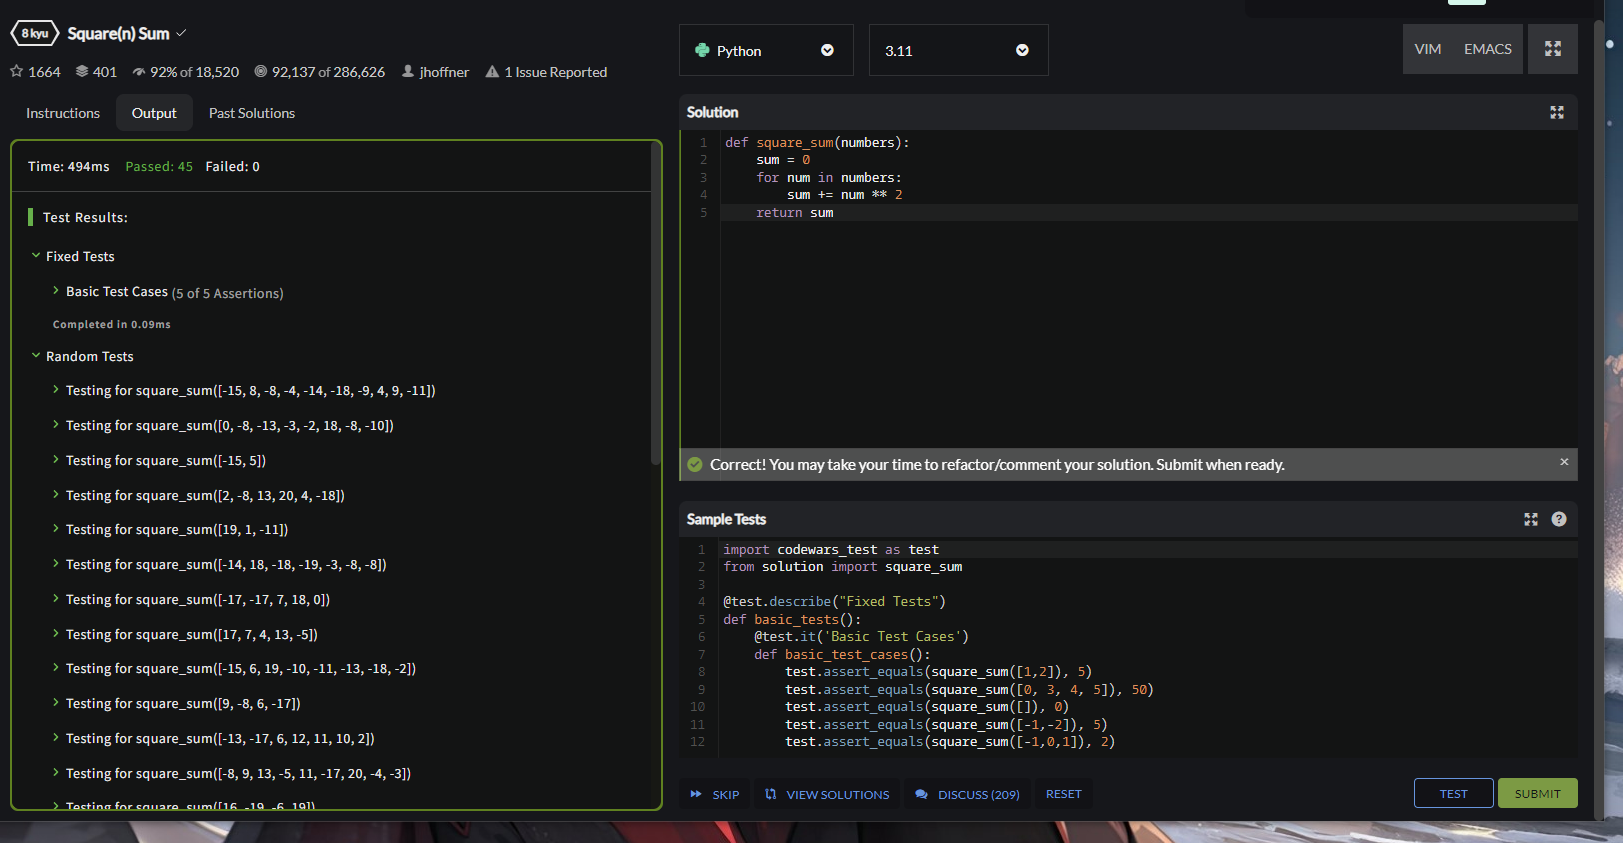 8 kyu Square(n) Sum
1664 401 92% of 18,520 92,137 of 286,626 jhoffner 1 Issue Reported
Instructions Output Past Solutions
Time: 494ms Passed: 45 Failed: 0
Test Results:
Fixed Tests
Basic Test Cases (5 of 5 Assertions)
Completed in 0.09ms
Random Tests
Testing for square_sum([-15, 8, -8, -4, -14, -18, -9, 4, 9, -11])
Testing for square_sum([0, -8, -13, -3, -2, 18, -8, -10])
Testing for square_sum([-15, 5])
Testing for square_sum([2, -8, 13, 20, 4, -18])
Testing for square_sum([19, 1, -11])
Testing for square_sum([-14, 18, -18, -19, -3, -8, -8])
Testing for square_sum([-17, -17, 7, 18, 0])
Testing for square_sum([17, 7, 4, 13, -5])
Testing for square_sum([-15, 6, 19, -10, -11, -13, -18, -2])
Testing for square_sum([9, -8, 6, -17])
Testing for square_sum([-13, -17, 6, 12, 11, 10, 2])
Testing for square_sum([-8, 9, 13, -5, 11, -17, 20, -4, -3])
Testing for square_sum([16, -19, -6, 19])
Python 3.11 VIM EMACS
Solution
1 def square_sum(numbers):
2 sum = 0
3 for num in numbers:
4 sum += num ** 2
5 return sum
Correct! You may take your time to refactor/comment your solution. Submit when ready.
Sample Tests
1 import codewars_test as test
2 from solution import square_sum
3
4 @test.describe("Fixed Tests")
5 def basic_tests():
6 @test.it('Basic Test Cases')
7 def basic_test_cases():
8 test.assert_equals(square_sum([1,2]), 5)
9 test.assert_equals(square_sum([0, 3, 4, 5]), 50)
10 test.assert_equals(square_sum([]), 0)
11 test.assert_equals(square_sum([-1,-2]), 5)
12 test.assert_equals(square_sum([-1,0,1]), 2)
SKIP VIEW SOLUTIONS DISCUSS (209) RESET TEST SUBMIT